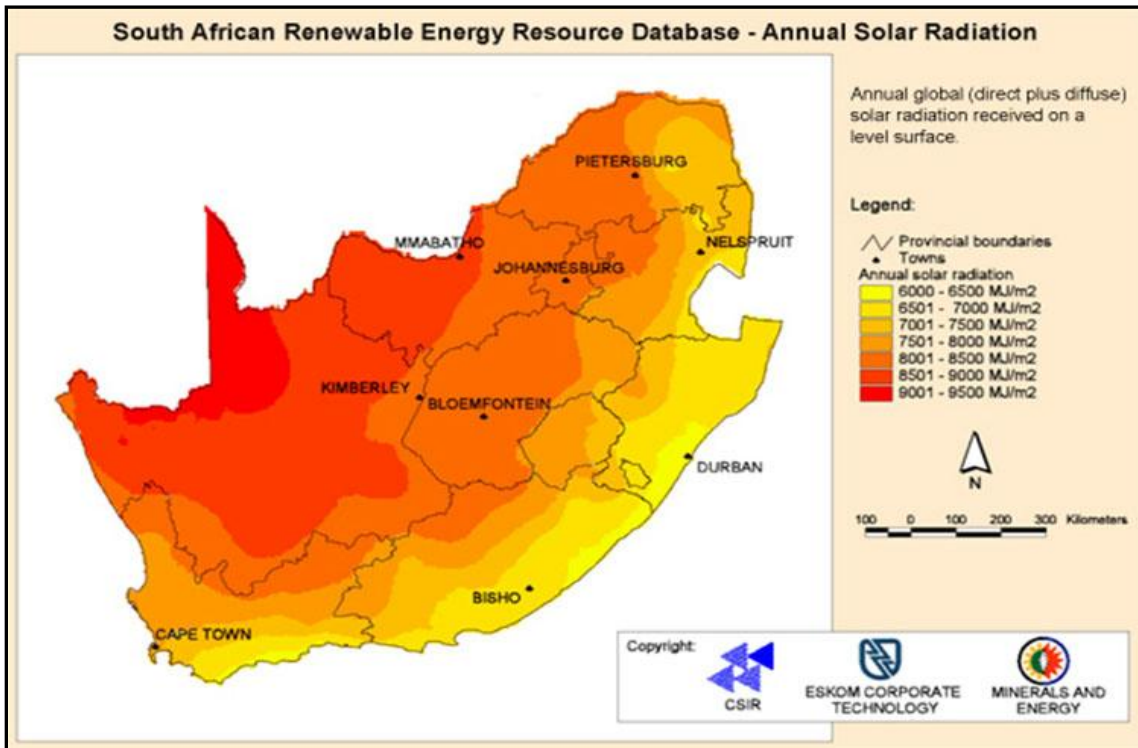 South African Renewable Energy Resource Database - Annual Solar Radiation
Annual global (direct plus diffuse)
solar radiation received on a
level surface.
PIETERSBURG
Legend:
MMABATHO
NELSPRUIT
Provincial boundaries
Towns
JOHANNESBURG
Annual solar radiation
6000 - 6500 MJ/m2
6501 - 7000 MJ/m2
7001 - 7500 MJ/m2
7501 - 8000 MJ/m2
8001 - 8500 MJ/m2
8501 - 9000 MJ/m2
9001 - 9500 MJ/m2
KIMBERLEY
BLOEMFONTEIN
DURBAN
N
100 0 100 200 300 Kilometers
BISHO
CAPE TOWN
Copyright:
CSIR
ESKOM CORPORATE
TECHNOLOGY
MINERALS AND
ENERGY